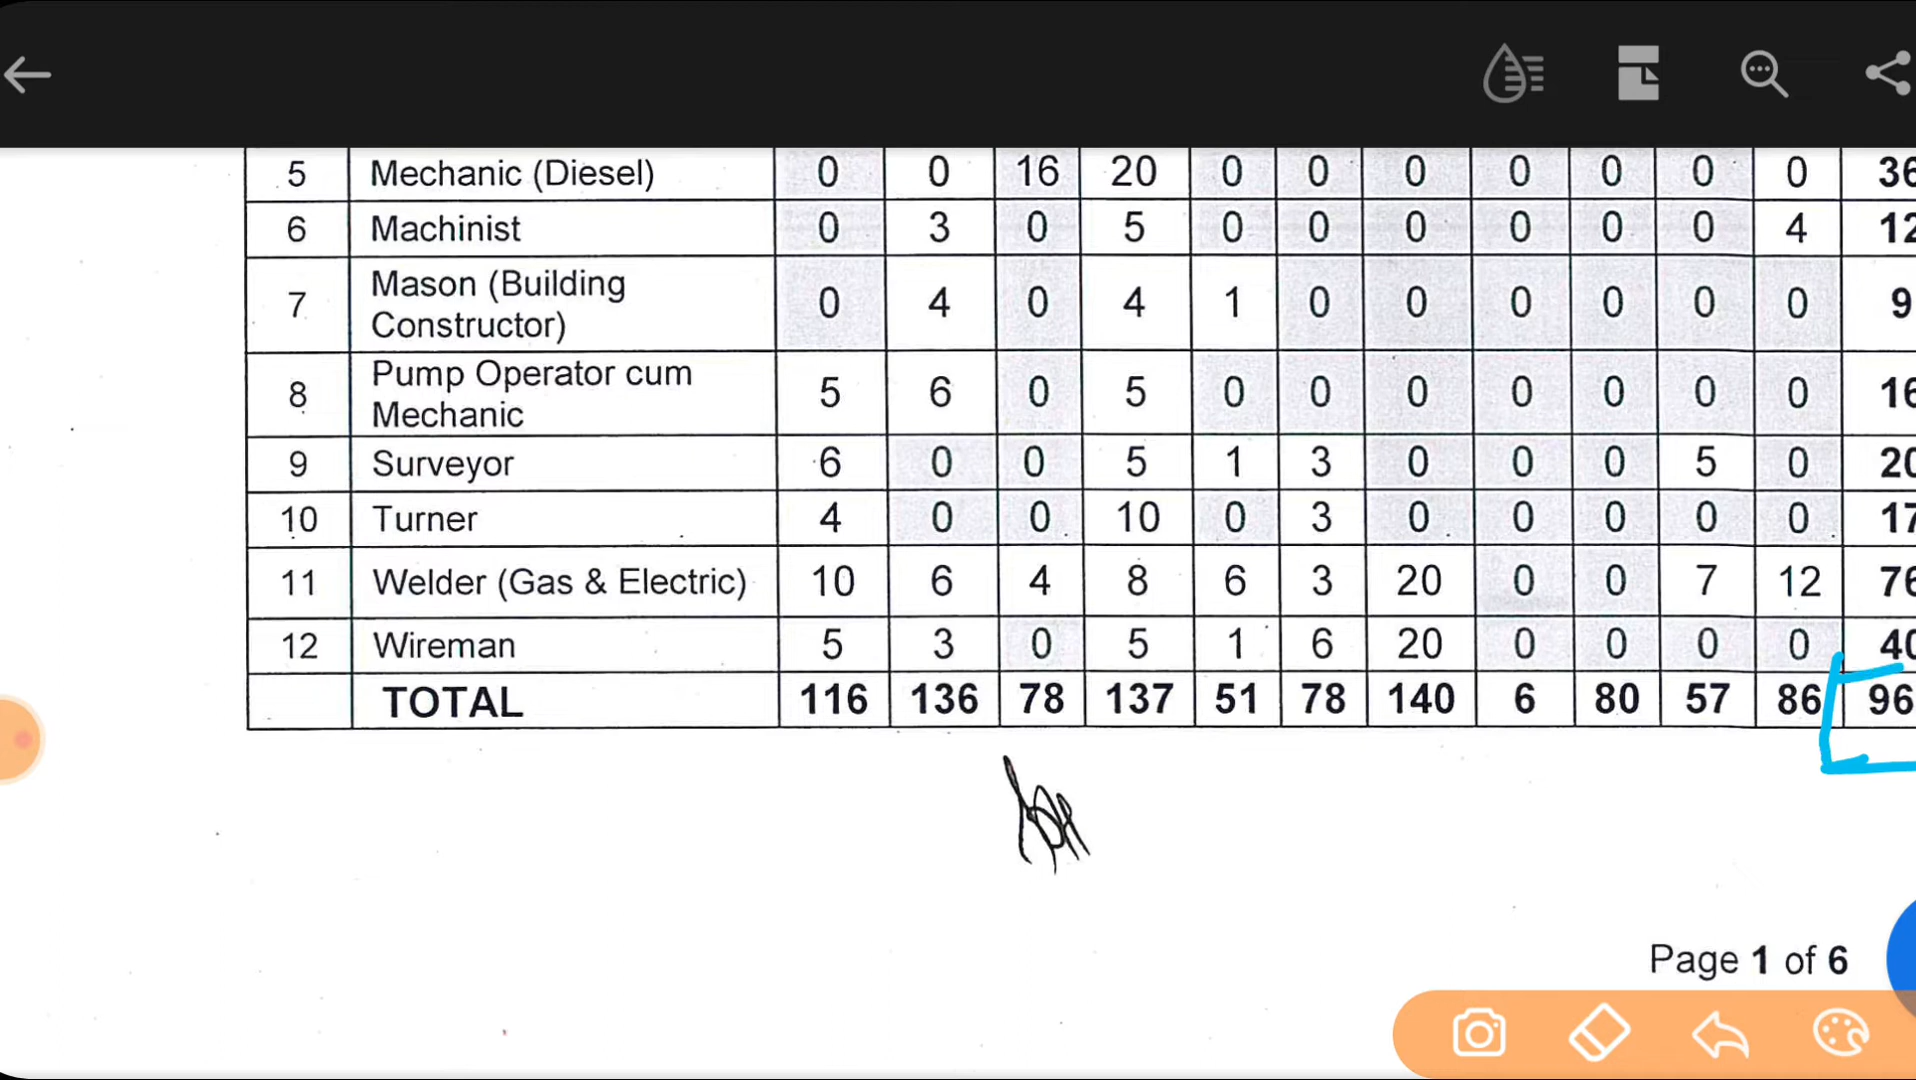 5 Mechanic (Diesel) 0 0 16 20 0 0 0 0 0 0 0 36
6 Machinist 0 3 0 5 0 0 0 0 0 0 4 12
7 Mason (Building Constructor) 0 4 0 4 1 0 0 0 0 0 0 9
8 Pump Operator cum Mechanic 5 6 0 5 0 0 0 0 0 0 0 16
9 Surveyor 6 0 0 5 1 3 0 0 0 5 0 20
10 Turner 4 0 0 10 0 3 0 0 0 0 0 17
11 Welder (Gas & Electric) 10 6 4 8 6 3 20 0 0 7 12 76
12 Wireman 5 3 0 5 1 6 20 0 0 0 0 40
TOTAL 116 136 78 137 51 78 140 6 80 57 86 96
Page 1 of 6